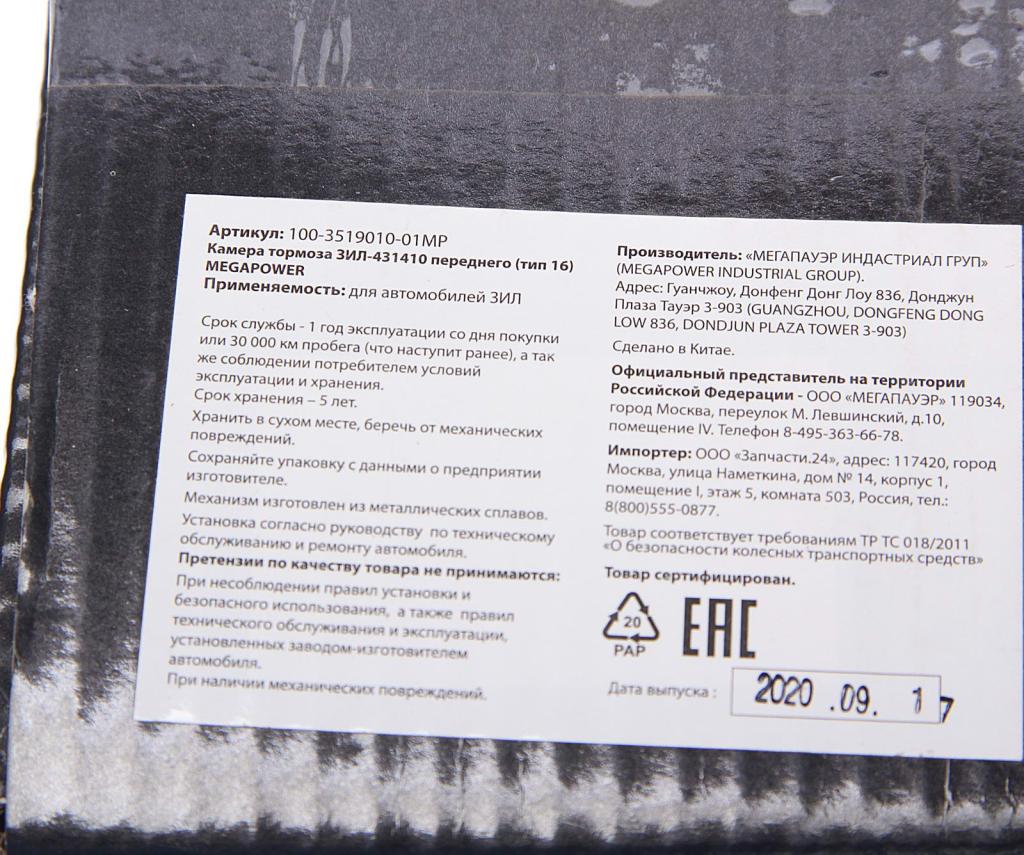 Артикул: 100-3519010-01МР
Камера тормоза ЗИЛ-431410 переднего (тип 16)
MEGAPOWER
Применяемость: для автомобилей ЗИЛ
Срок службы - 1 год эксплуатации со дня покупки
или 30 000 км пробега (что наступит ранее), а так
же соблюдении потребителем условий
эксплуатации и хранения.
Срок хранения – 5 лет.
Хранить в сухом месте, беречь от механических
повреждений.
Сохраняйте упаковку с данными о предприятии
изготовителе.
Механизм изготовлен из металлических сплавов.
Установка согласно руководству по техническому
обслуживанию и ремонту автомобиля.
Претензии по качеству товара не принимаются:
При несоблюдении правил установки и
безопасного использования, а также правил
технического обслуживания и эксплуатации,
установленных заводом-изготовителем
автомобиля.
При наличии механических повреждений.
Производитель: «МЕГАПАУЭР ИНДАСТРИАЛ ГРУП»
(MEGAPOWER INDUSTRIAL GROUP).
Адрес: Гуанчжоу, Донфенг Донг Лоу 836, Донджун
Плаза Тауэр 3-903 (GUANGZHOU, DONGFENG DONG
LOW 836, DONDJUN PLAZA TOWER 3-903)
Сделано в Китае.
Официальный представитель на территории
Российской Федерации - ООО «МЕГАПАУЭР» 119034,
город Москва, переулок М. Левшинский, д.10,
помещение IV. Телефон 8-495-363-66-78.
Импортер: ООО «Запчасти.24», адрес: 117420, город
Москва, улица Наметкина, дом № 14, корпус 1,
помещение I, этаж 5, комната 503, Россия, тел.:
8(800)555-0877.
Товар соответствует требованиям ТР ТС 018/2011
«О безопасности колесных транспортных средств»
Товар сертифицирован.
20
PAP
EAC
Дата выпуска : 2020 .09. 17